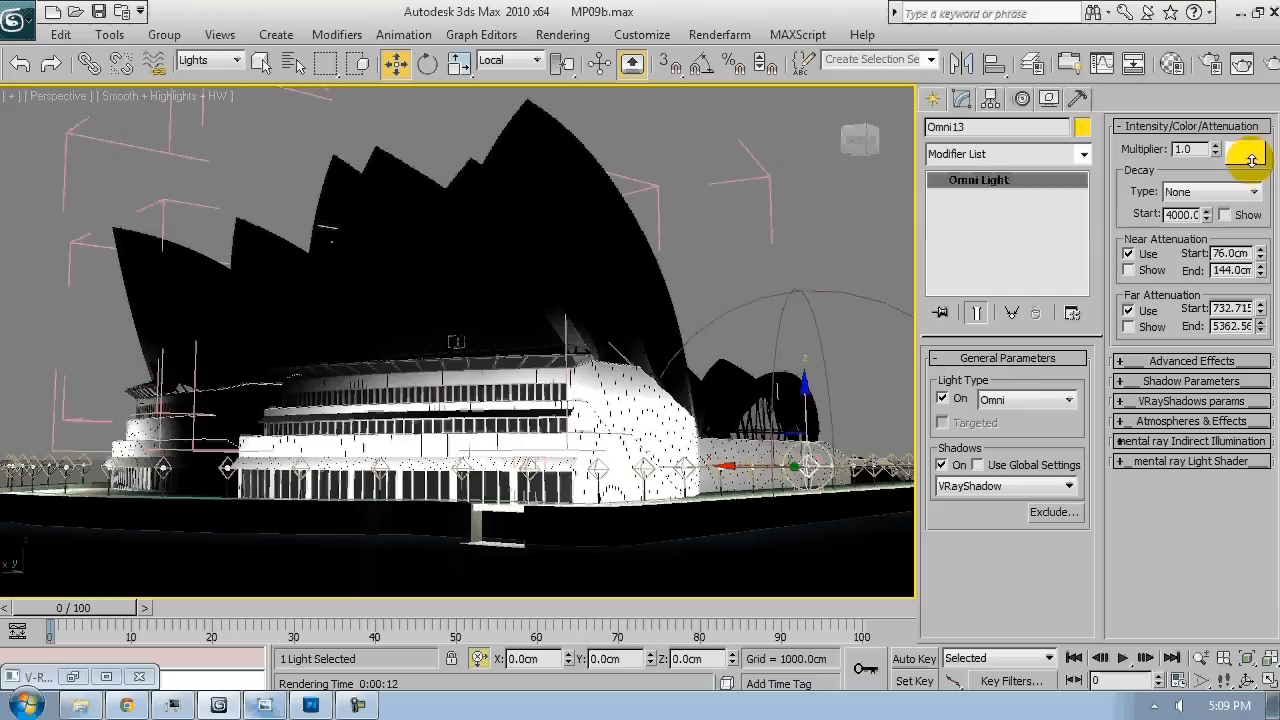 Autodesk 3ds Max 2010 x64 MP09b.max
Type a keyword or phrase
Edit Tools Group Views Create Modifiers Animation Graph Editors Rendering Customize Renderfarm MAXScript Help
Lights Local Create Selection Se
[ + ] [ Perspective ] [ Smooth + Highlights + HW ]
Omni13
Modifier List
Omni Light
- General Parameters
Light Type
On Omni
Targeted
Shadows
On Use Global Settings
VRayShadow
Exclude...
- Intensity/Color/Attenuation
Multiplier: 1.0
Decay
Type: None
Start: 4000.0 Show
Near Attenuation
Use Start: 76.0cm
Show End: 144.0cm
Far Attenuation
Use Start: 732.715
Show End: 5362.56
+ Advanced Effects
+ Shadow Parameters
+ VRayShadows params
+ Atmospheres & Effects
mental ray Indirect Illumination
+ mental ray Light Shader
z
x y
< 0 / 100 >
0 10 20 30 40 50 60 70 80 90 100
1 Light Selected X: 0.0cm Y: 0.0cm Z: 0.0cm Grid = 1000.0cm Auto Key Selected
V-R...
Rendering Time 0:00:12 Add Time Tag Set Key Key Filters... 0
5:09 PM